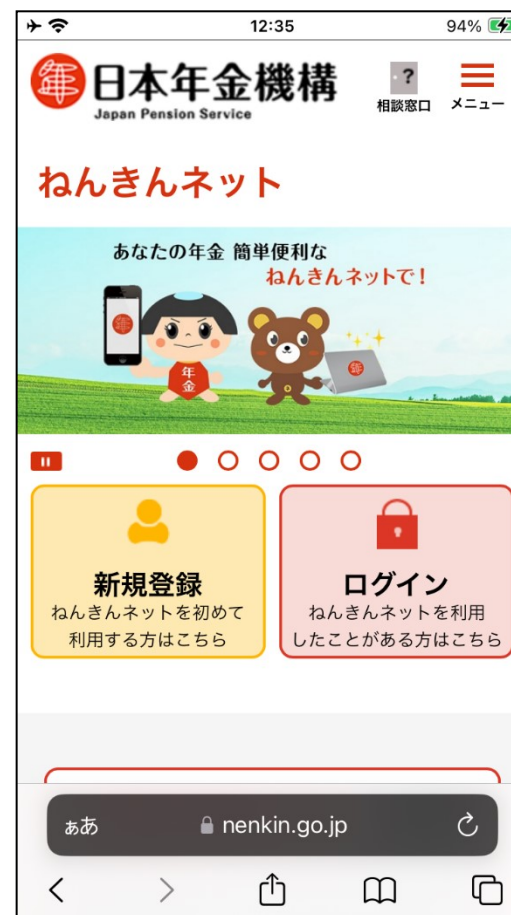 12:35
94%
年
日本年金機構
Japan Pension Service
?
相談窓口
メニュー
ねんきんネット
あなたの年金 簡単便利な
ねんきんネットで!
年
金
新規登録
ねんきんネットを初めて
利用する方はこちら
ログイン
ねんきんネットを利用
したことがある方はこちら
ぁあ
nenkin.go.jp